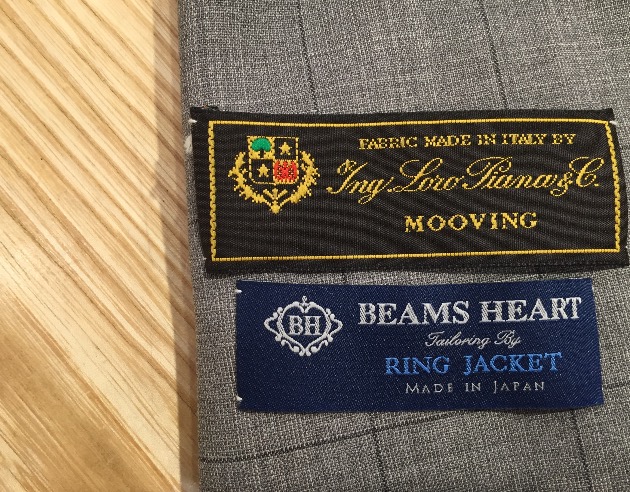 FABRIC MADE IN ITALY BY
Ing. Loro Piana & C.
MOOVING
BH
BEAMS HEART
Tailoring By
RING JACKET
MADE IN JAPAN